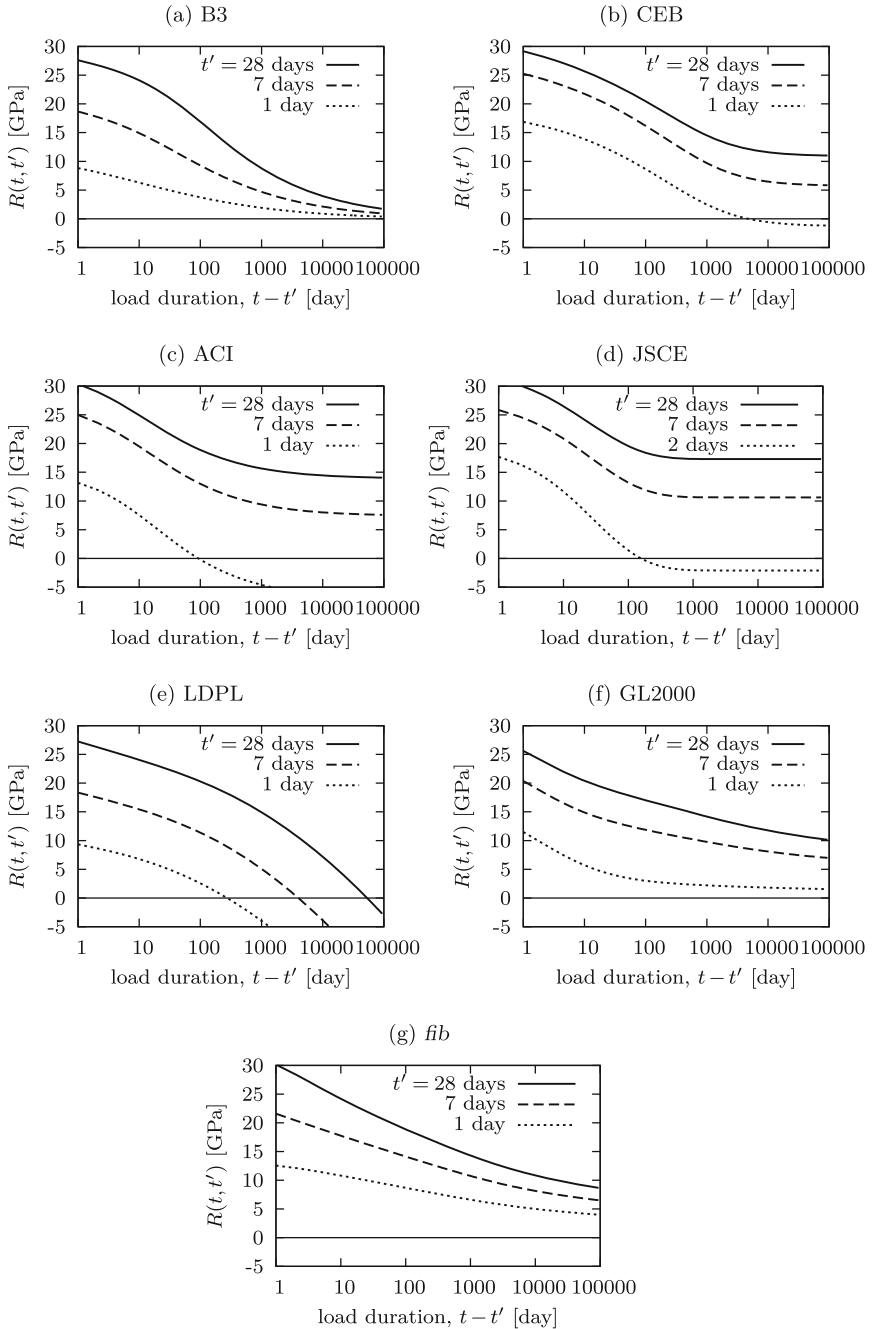 (a) B3
30
25
20
15
10
5
0
-5
R(t,t′) [GPa]
t′ = 28 days
7 days
1 day
1 10 100 1000 10000 100000
load duration, t − t′ [day]
(b) CEB
30
25
20
15
10
5
0
-5
R(t,t′) [GPa]
t′ = 28 days
7 days
1 day
1 10 100 1000 10000 100000
load duration, t − t′ [day]
(c) ACI
30
25
20
15
10
5
0
-5
R(t,t′) [GPa]
t′ = 28 days
7 days
1 day
1 10 100 1000 10000 100000
load duration, t − t′ [day]
(d) JSCE
30
25
20
15
10
5
0
-5
R(t,t′) [GPa]
t′ = 28 days
7 days
2 days
1 10 100 1000 10000 100000
load duration, t − t′ [day]
(e) LDPL
30
25
20
15
10
5
0
-5
R(t,t′) [GPa]
t′ = 28 days
7 days
1 day
1 10 100 1000 10000 100000
load duration, t − t′ [day]
(f) GL2000
30
25
20
15
10
5
0
-5
R(t,t′) [GPa]
t′ = 28 days
7 days
1 day
1 10 100 1000 10000 100000
load duration, t − t′ [day]
(g) fib
30
25
20
15
10
5
0
-5
R(t,t′) [GPa]
t′ = 28 days
7 days
1 day
1 10 100 1000 10000 100000
load duration, t − t′ [day]